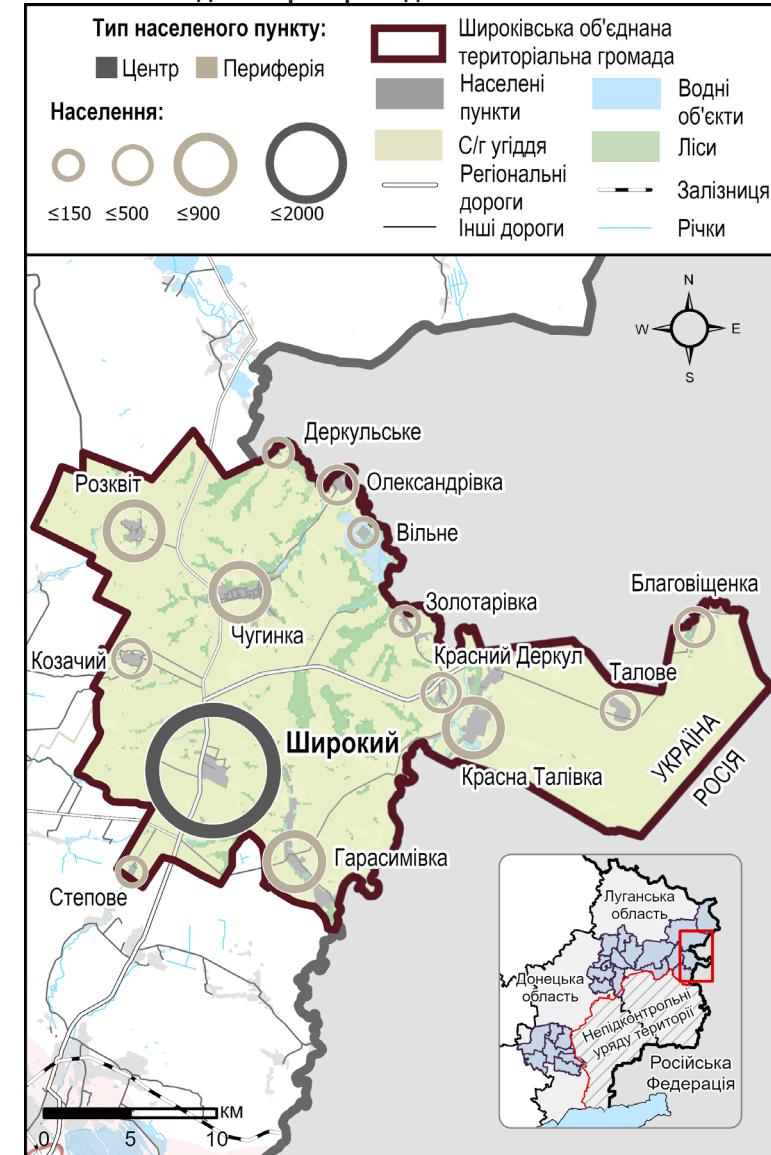 Тип населеного пункту:
Центр
Периферія
Населення:
≤150
≤500
≤900
≤2000
Широківська об'єднана
територіальна громада
Населені
пункти
Водні
об'єкти
С/г угіддя
Ліси
Регіональні
дороги
Залізниця
Інші дороги
Річки
N
W
E
S
Деркульське
Розквіт
Олександрівка
Вільне
Благовіщенка
Золотарівка
Чугинка
Козачий
Красний Деркул
Талове
Широкий
УКРАЇНА
РОСІЯ
Красна Талівка
Гарасимівка
Степове
Луганська
область
Донецька
область
Непідконтрольні
уряду території
Російська
Федерація
км
0
5
10